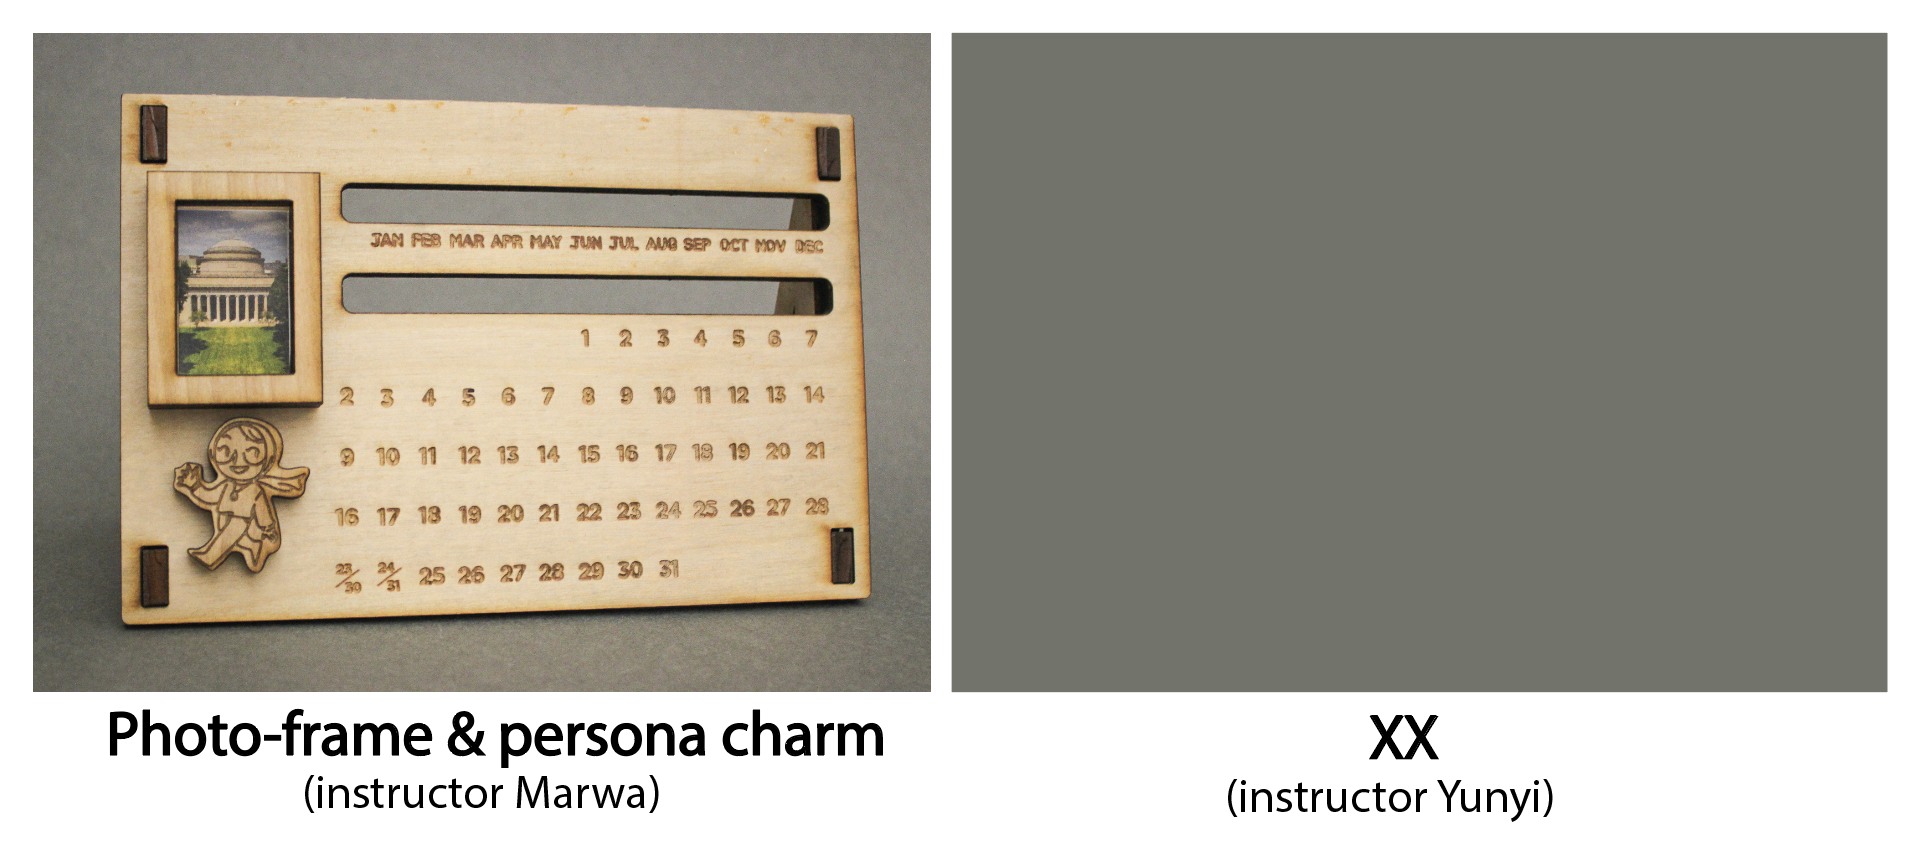 JAN FEB MAR APR MAY JUN JUL AUG SEP OCT NOV DEC
1 2 3 4 5 6 7
2 3 4 5 6 7 8 9 10 11 12 13 14
9 10 11 12 13 14 15 16 17 18 19 20 21
16 17 18 19 20 21 22 23 24 25 26 27 28
23/30 24/31 25 26 27 28 29 30 31
Photo-frame & persona charm
(instructor Marwa)
XX
(instructor Yunyi)